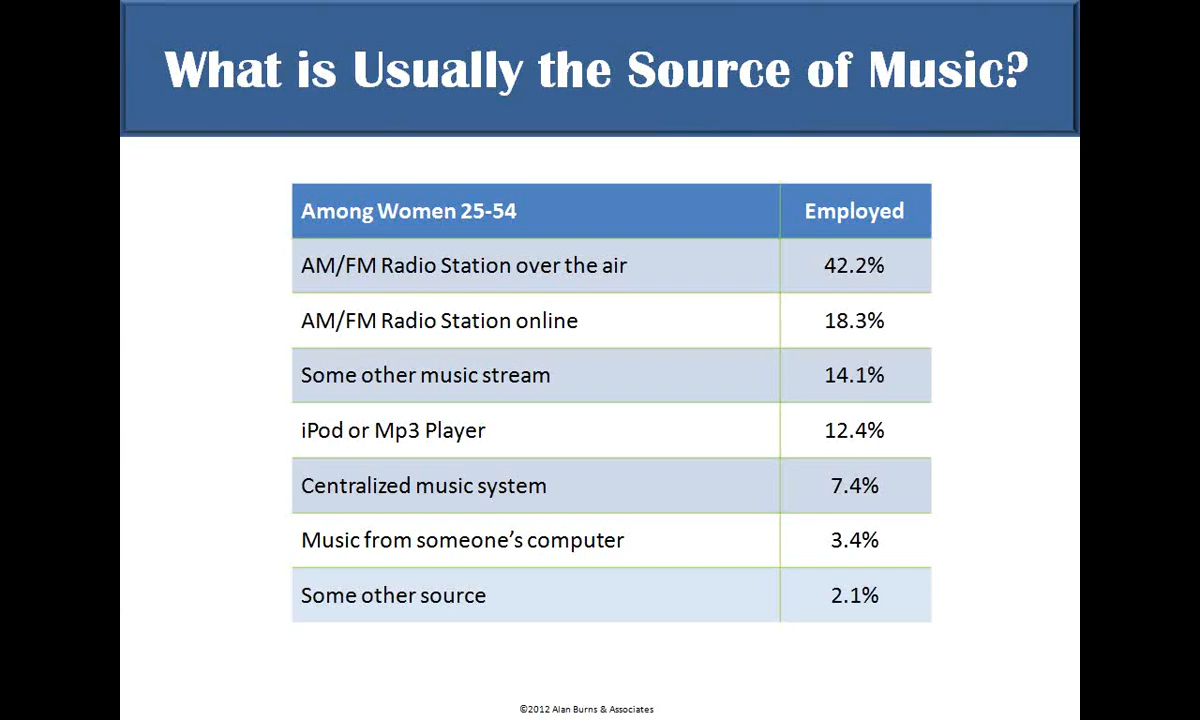 What is Usually the Source of Music?
Among Women 25-54 Employed
AM/FM Radio Station over the air 42.2%
AM/FM Radio Station online 18.3%
Some other music stream 14.1%
iPod or Mp3 Player 12.4%
Centralized music system 7.4%
Music from someone’s computer 3.4%
Some other source 2.1%
©2012 Alan Burns & Associates